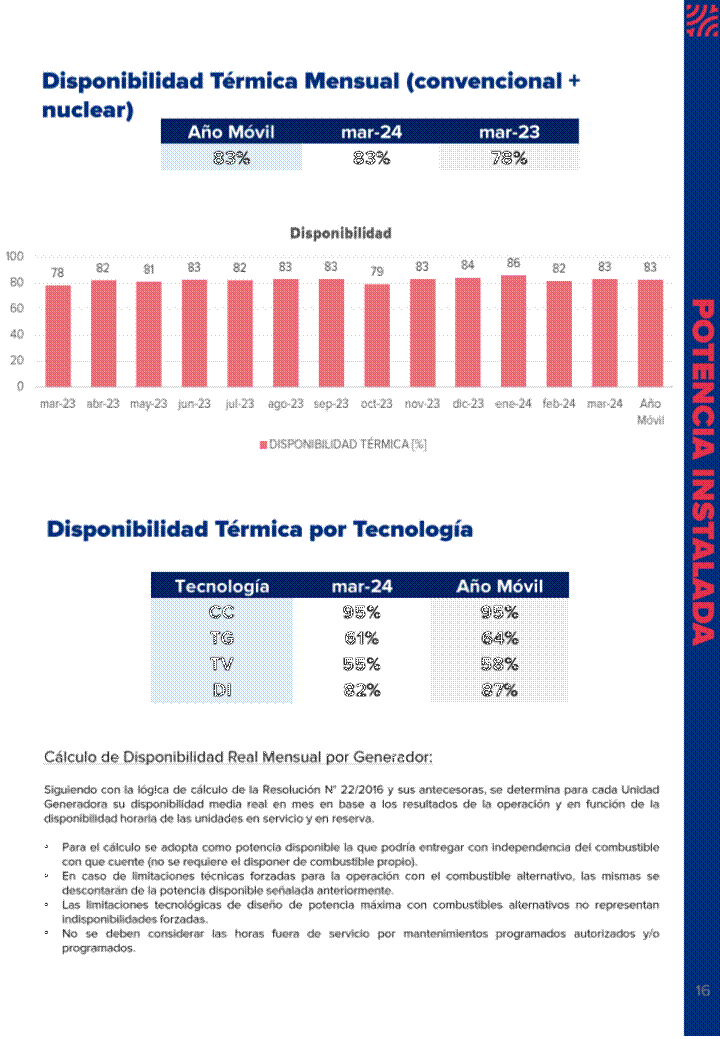 Disponibilidad Térmica Mensual (convencional +
nuclear)
Año Móvil mar-24 mar-23
83% 83% 78%
Disponibilidad
100
80
60
40
20
0
78 82 81 83 82 83 83 79 83 84 86 82 83 83
mar-23 abr-23 may-23 jun-23 jul-23 ago-23 sep-23 oct-23 nov-23 dic-23 ene-24 feb-24 mar-24 Año
Móvil
DISPONIBILIDAD TÉRMICA [%]
Disponibilidad Térmica por Tecnología
Tecnología mar-24 Año Móvil
CC 95% 95%
TG 61% 64%
TV 55% 58%
DI 82% 87%
Cálculo de Disponibilidad Real Mensual por Generador:
Siguiendo con la lógica de cálculo de la Resolución N° 22/2016 y sus antecesoras, se determina para cada Unidad
Generadora su disponibilidad media real en mes en base a los resultados de la operación y en función de la
disponibilidad horaria de las unidades en servicio y en reserva.
° Para el cálculo se adopta como potencia disponible la que podría entregar con independencia del combustible
con que cuente (no se requiere el disponer de combustible propio).
° En caso de limitaciones técnicas forzadas para la operación con el combustible alternativo, las mismas se
descontarán de la potencia disponible señalada anteriormente.
° Las limitaciones tecnológicas de diseño de potencia máxima con combustibles alternativos no representan
indisponibilidades forzadas.
° No se deben considerar las horas fuera de servicio por mantenimientos programados autorizados y/o
programados.
POTENCIA INSTALADA
16